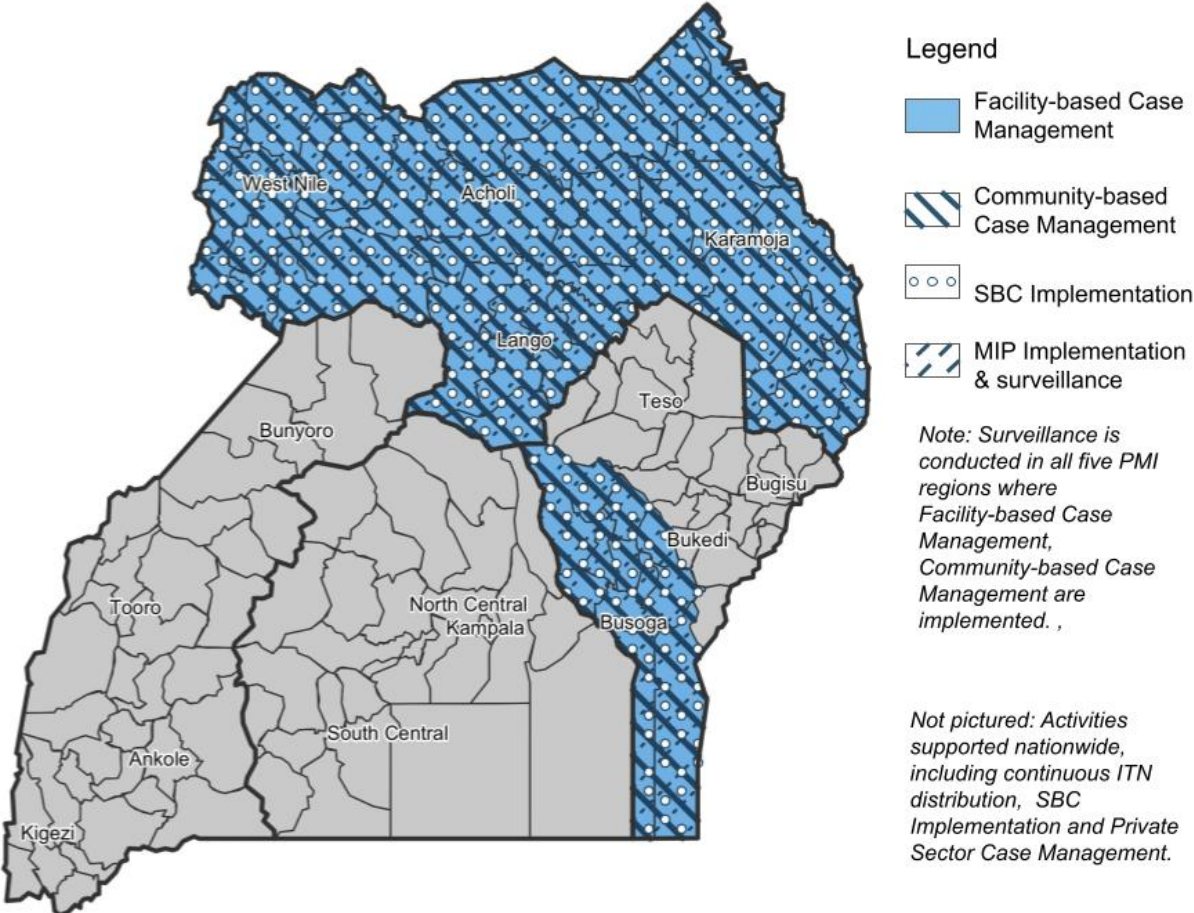 West Nile
Acholi
Karamoja
Lango
Teso
Bunyoro
Bugisu
Bukedi
Tooro
North Central
Kampala
Busoga
South Central
Ankole
Kigezi
Legend
Facility-based Case
Management
Community-based
Case Management
SBC Implementation
MIP Implementation
& surveillance
Note: Surveillance is
conducted in all five PMI
regions where
Facility-based Case
Management,
Community-based Case
Management are
implemented. ,
Not pictured: Activities
supported nationwide,
including continuous ITN
distribution, SBC
Implementation and Private
Sector Case Management.